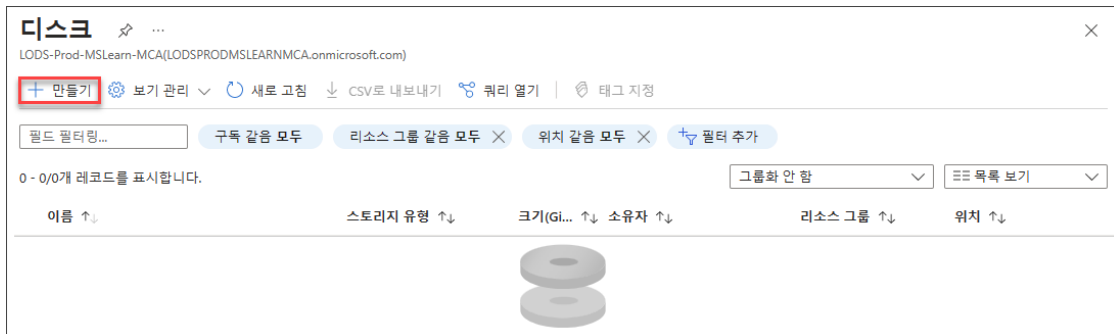 디스크
LODS-Prod-MSLearn-MCA(LODSPRODMSLEARNMCA.onmicrosoft.com)
만들기 보기 관리 새로 고침 CSV로 내보내기 쿼리 열기 태그 지정
필드 필터링... 구독 같음 모두 리소스 그룹 같음 모두 위치 같음 모두 필터 추가
0 - 0/0개 레코드를 표시합니다. 그룹화 안 함 목록 보기
이름 스토리지 유형 크기(Gi... 소유자 리소스 그룹 위치